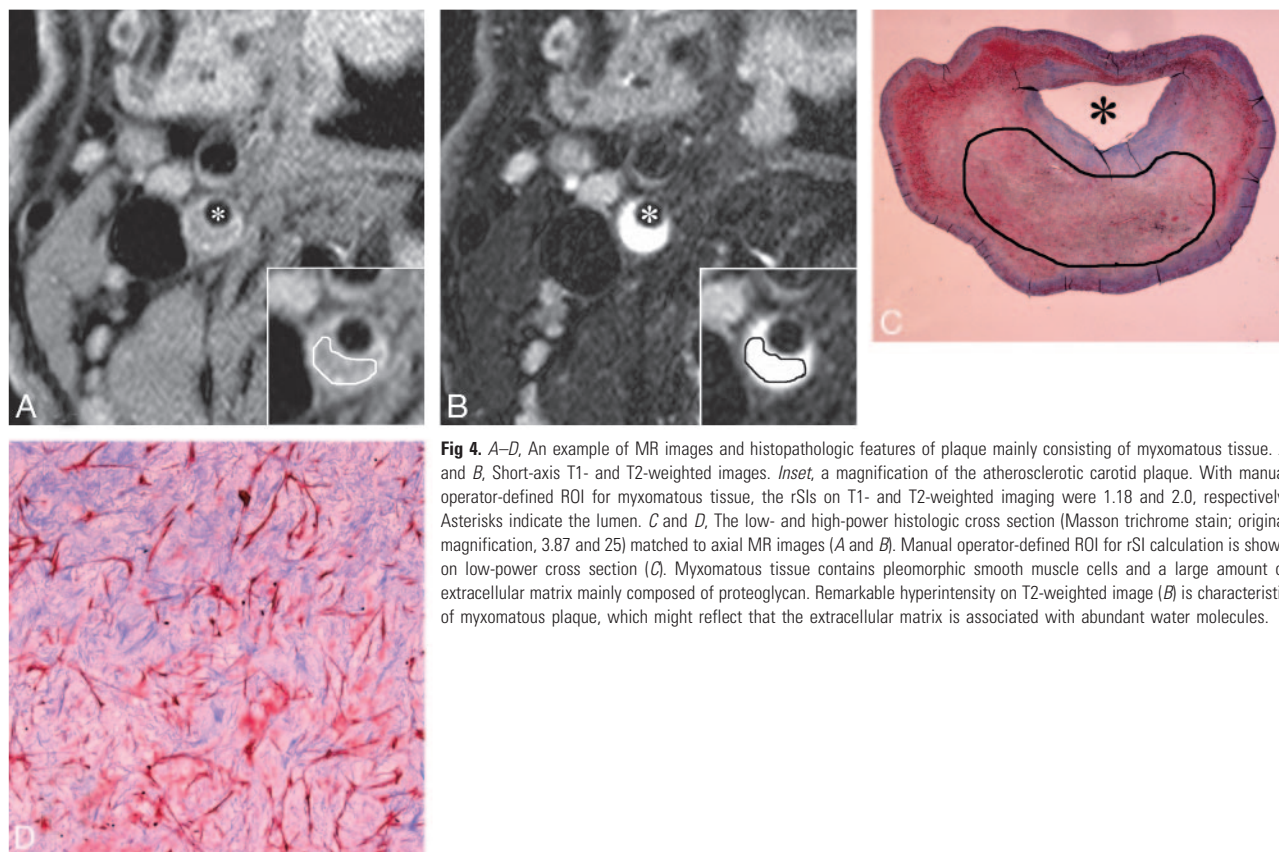 *
A
*
B
*
C
D
Fig 4. A–D, An example of MR images and histopathologic features of plaque mainly consisting of myxomatous tissue.
and B, Short-axis T1- and T2-weighted images. Inset, a magnification of the atherosclerotic carotid plaque. With manua
operator-defined ROI for myxomatous tissue, the rSIs on T1- and T2-weighted imaging were 1.18 and 2.0, respectively
Asterisks indicate the lumen. C and D, The low- and high-power histologic cross section (Masson trichrome stain; origina
magnification, 3.87 and 25) matched to axial MR images (A and B). Manual operator-defined ROI for rSI calculation is show
on low-power cross section (C). Myxomatous tissue contains pleomorphic smooth muscle cells and a large amount o
extracellular matrix mainly composed of proteoglycan. Remarkable hyperintensity on T2-weighted image (B) is characteristi
of myxomatous plaque, which might reflect that the extracellular matrix is associated with abundant water molecules.